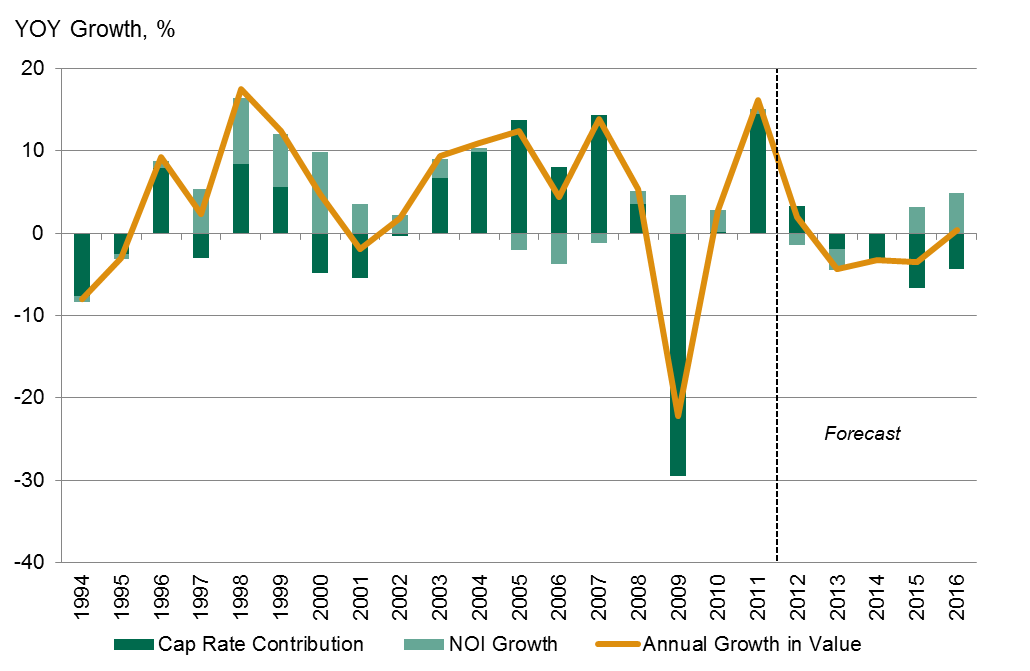 YOY Growth, %
20
10
0
-10
-20
-30
-40
Forecast
1994 1995 1996 1997 1998 1999 2000 2001 2002 2003 2004 2005 2006 2007 2008 2009 2010 2011 2012 2013 2014 2015 2016
Cap Rate Contribution NOI Growth Annual Growth in Value